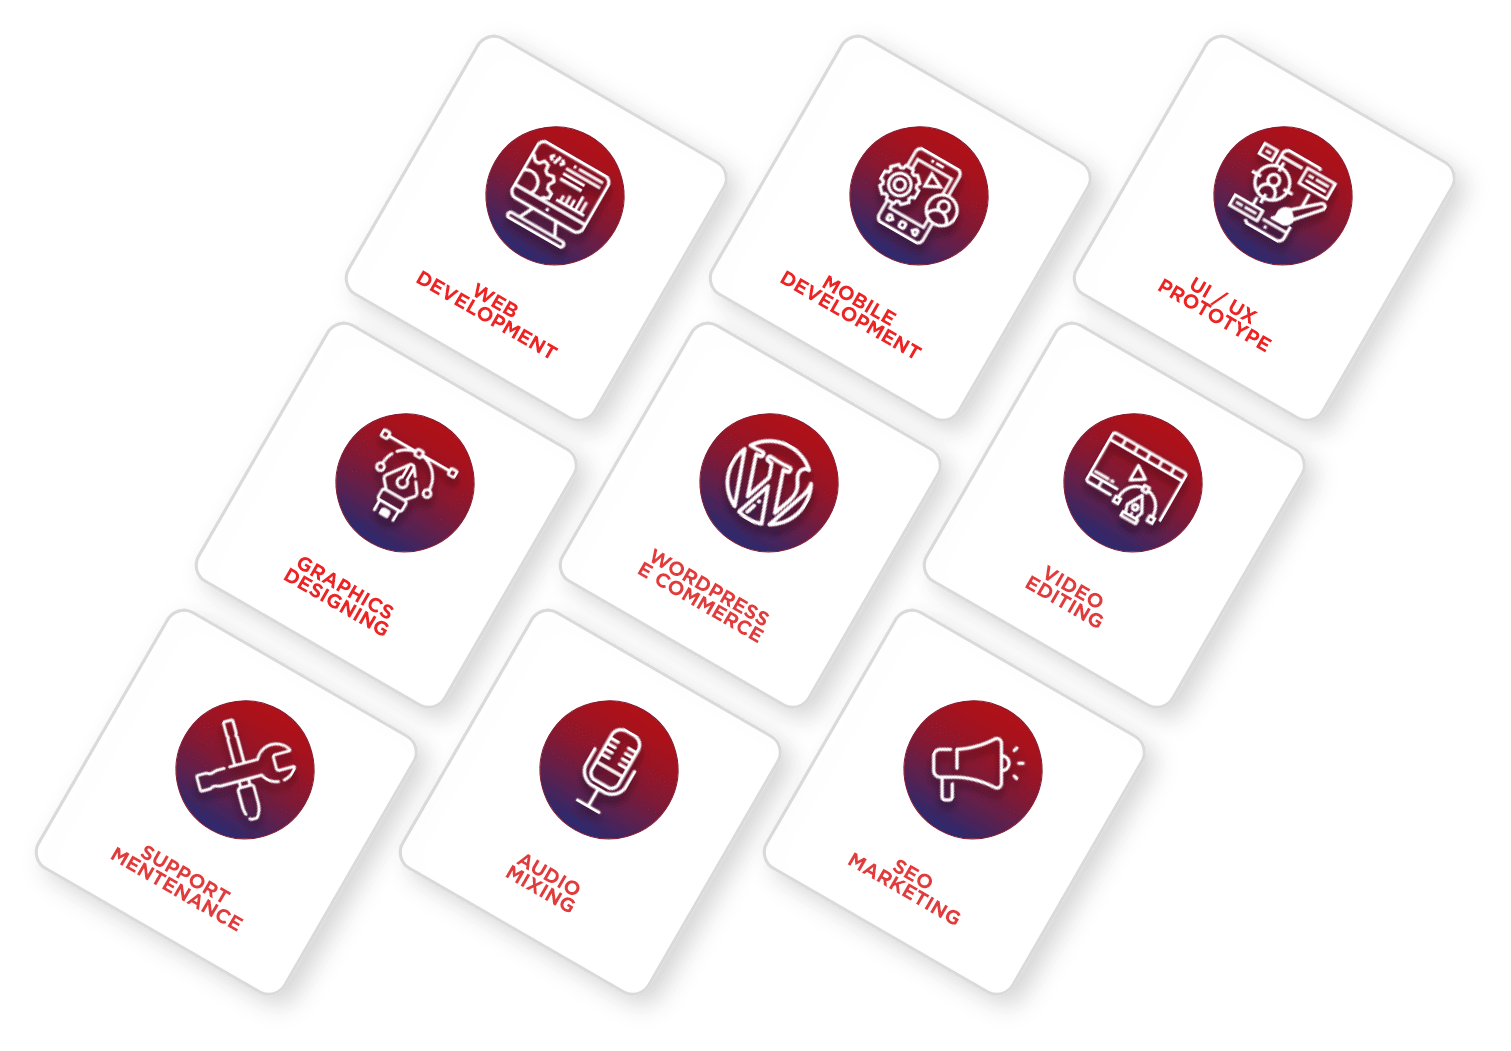 WEB
DEVELOPMENT
MOBILE
DEVELOPMENT
UI / UX
PROTOTYPE
GRAPHICS
DESIGNING
WORDPRESS
E COMMERCE
VIDEO
EDITING
SUPPORT
MENTENANCE
AUDIO
MIXING
SEO
MARKETING